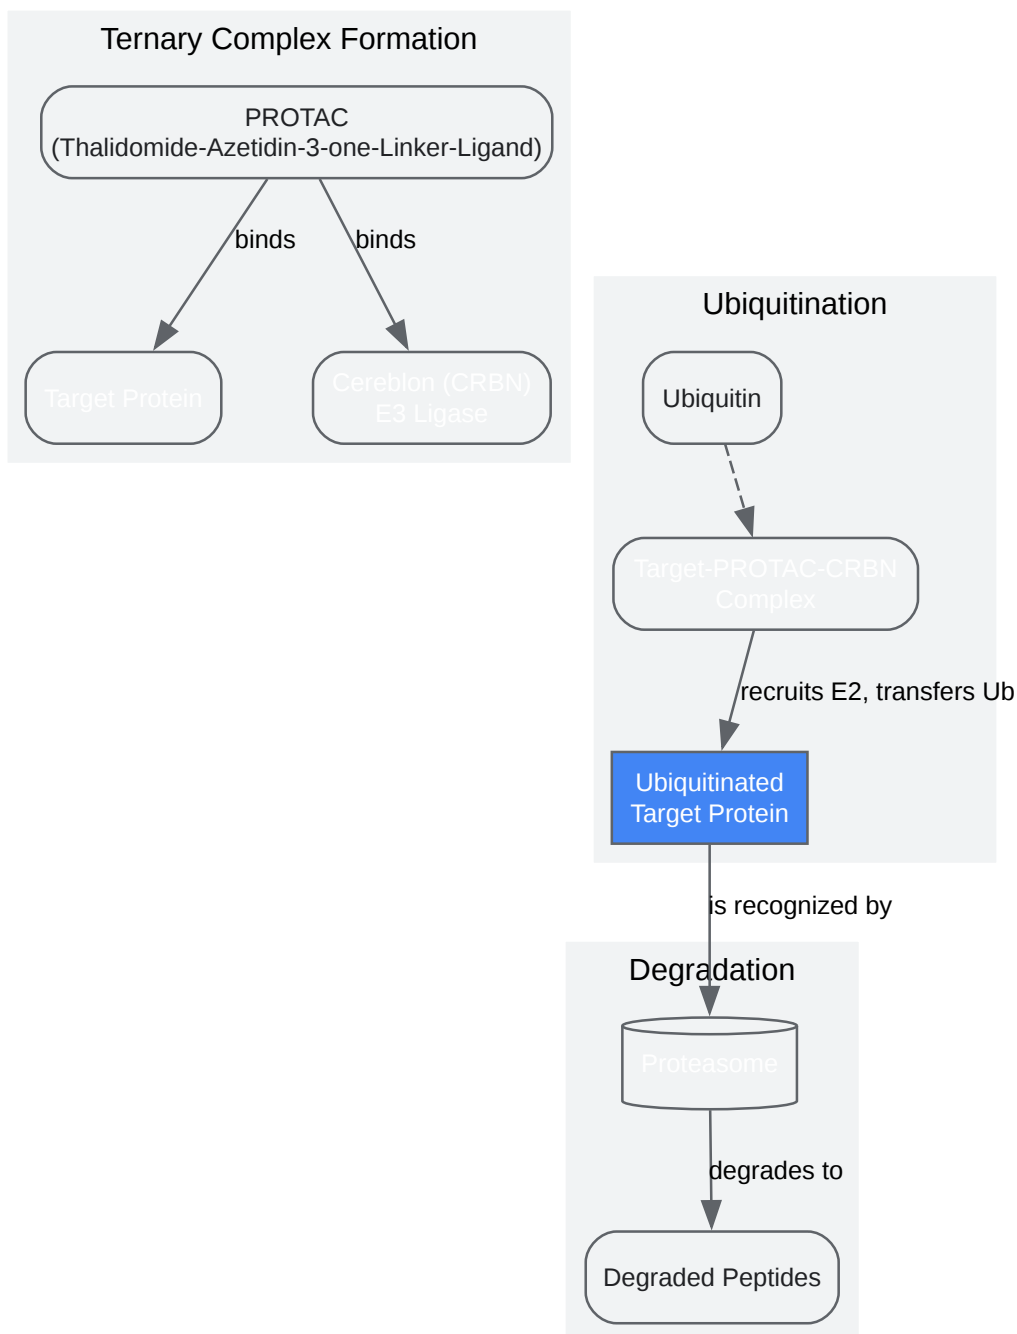 Ternary Complex Formation
PROTAC
(Thalidomide-Azetidin-3-one-Linker-Ligand)
binds
binds
Target Protein
Cereblon (CRBN)
E3 Ligase
Ubiquitination
Ubiquitin
Target-PROTAC-CRBN
Complex
recruits E2, transfers Ub
Ubiquitinated
Target Protein
is recognized by
Degradation
Proteasome
degrades to
Degraded Peptides